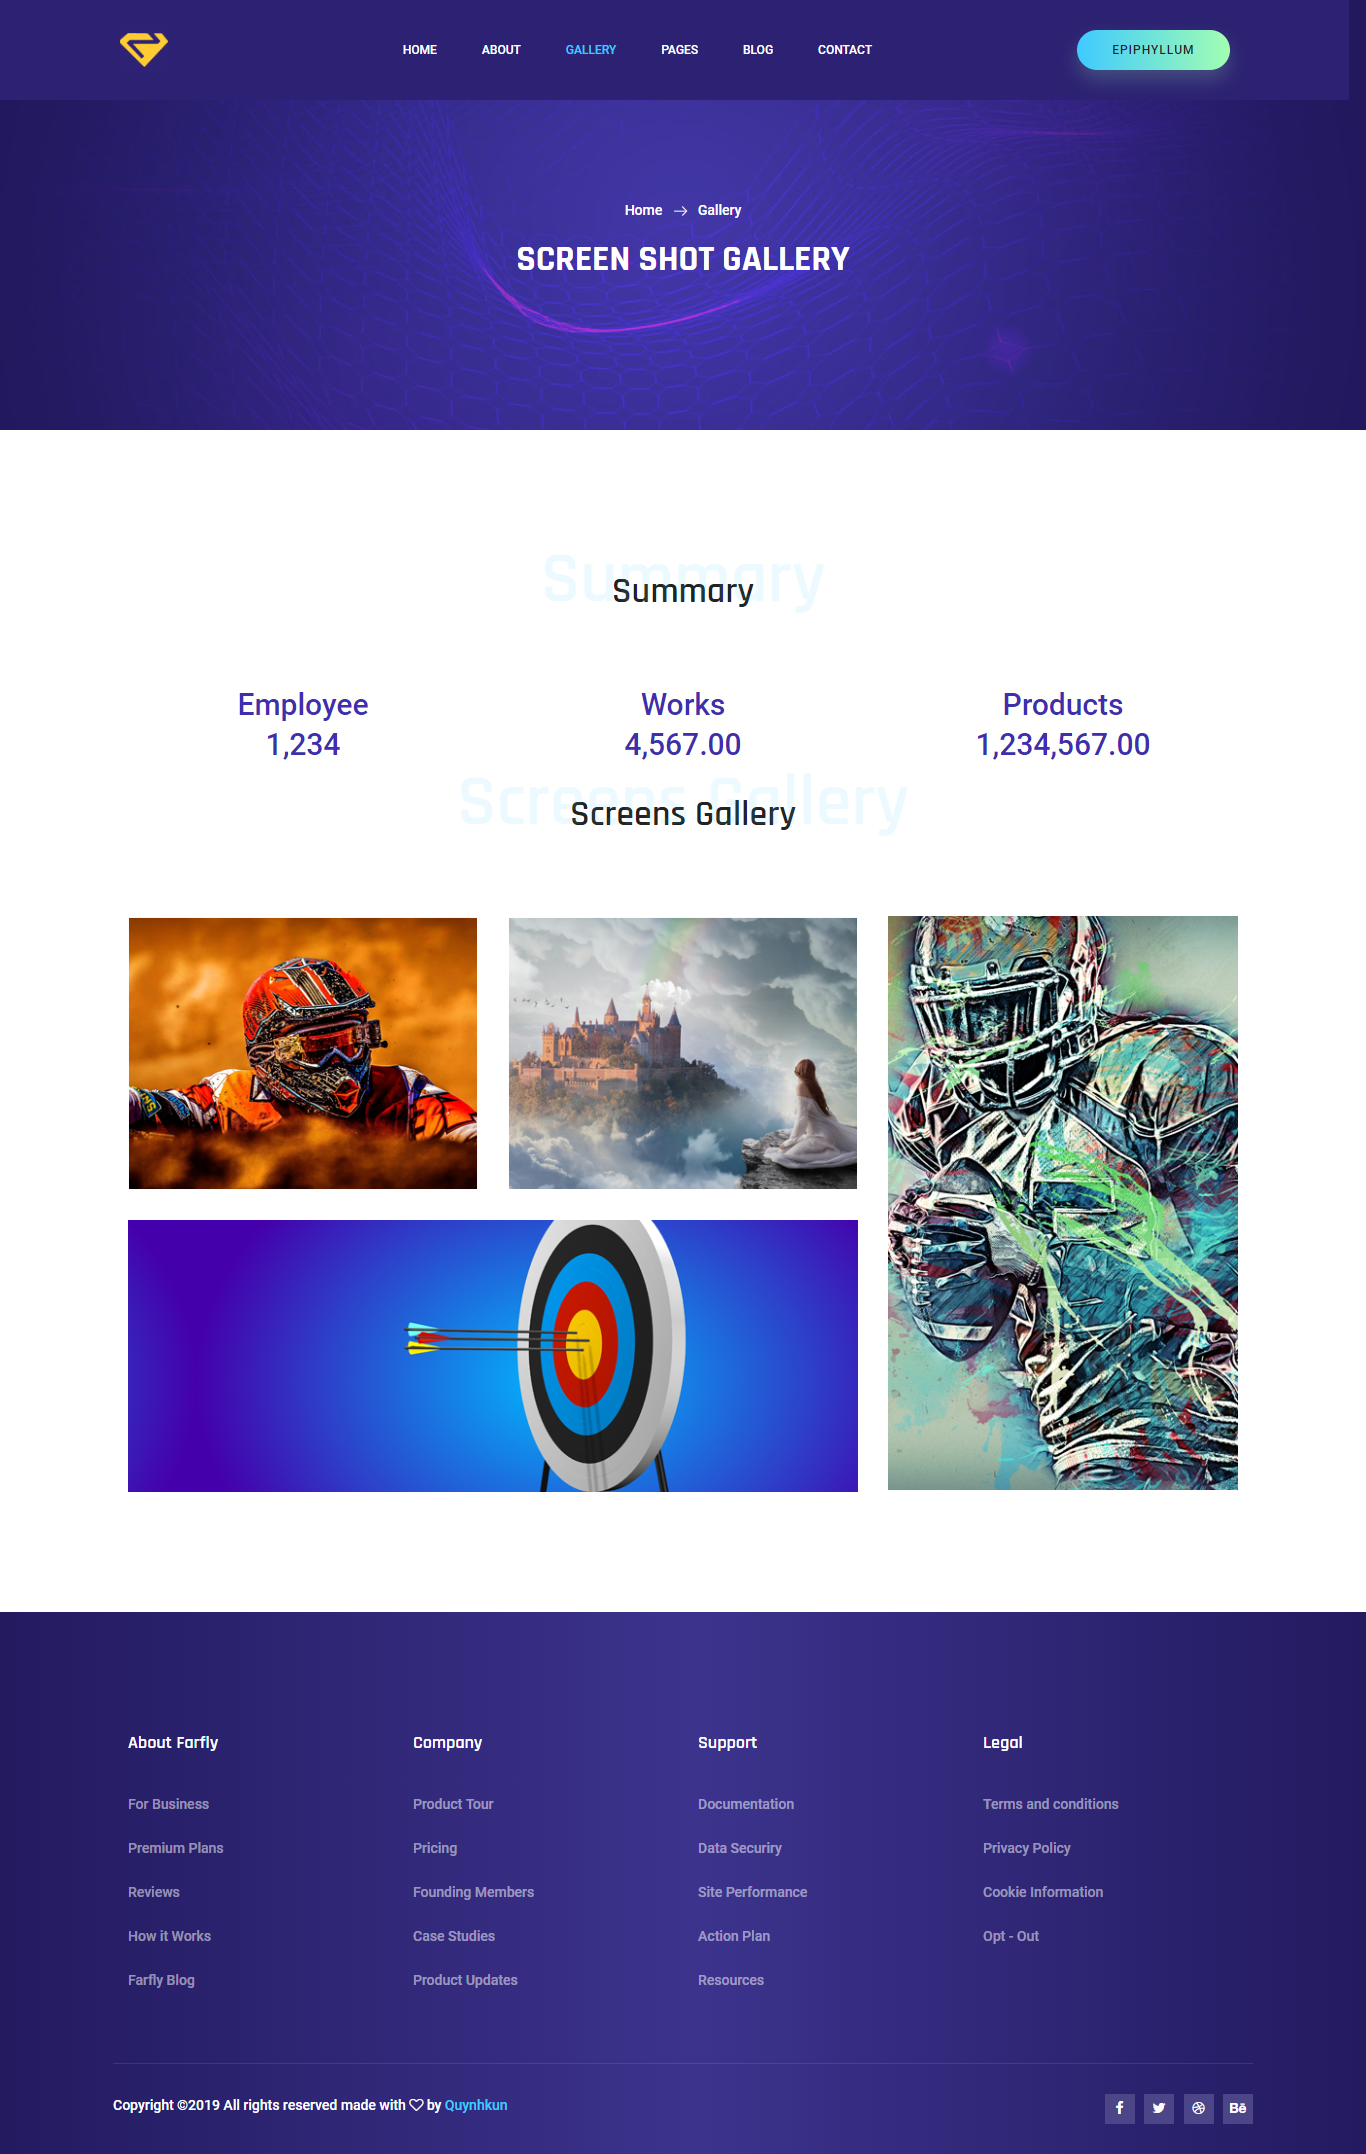 HOME ABOUT GALLERY PAGES BLOG CONTACT EPIPHYLLUM
Home Gallery
SCREEN SHOT GALLERY
Summary
Summary
Employee Works Products
1,234 4,567.00 1,234,567.00
Screens Gallery
Screens Gallery
About Farfly
For Business
Premium Plans
Reviews
How it Works
Farfly Blog
Company
Product Tour
Pricing
Founding Members
Case Studies
Product Updates
Support
Documentation
Data Securiry
Site Performance
Action Plan
Resources
Legal
Terms and conditions
Privacy Policy
Cookie Information
Opt - Out
Copyright ©2019 All rights reserved made with ♡ by Quynhkun